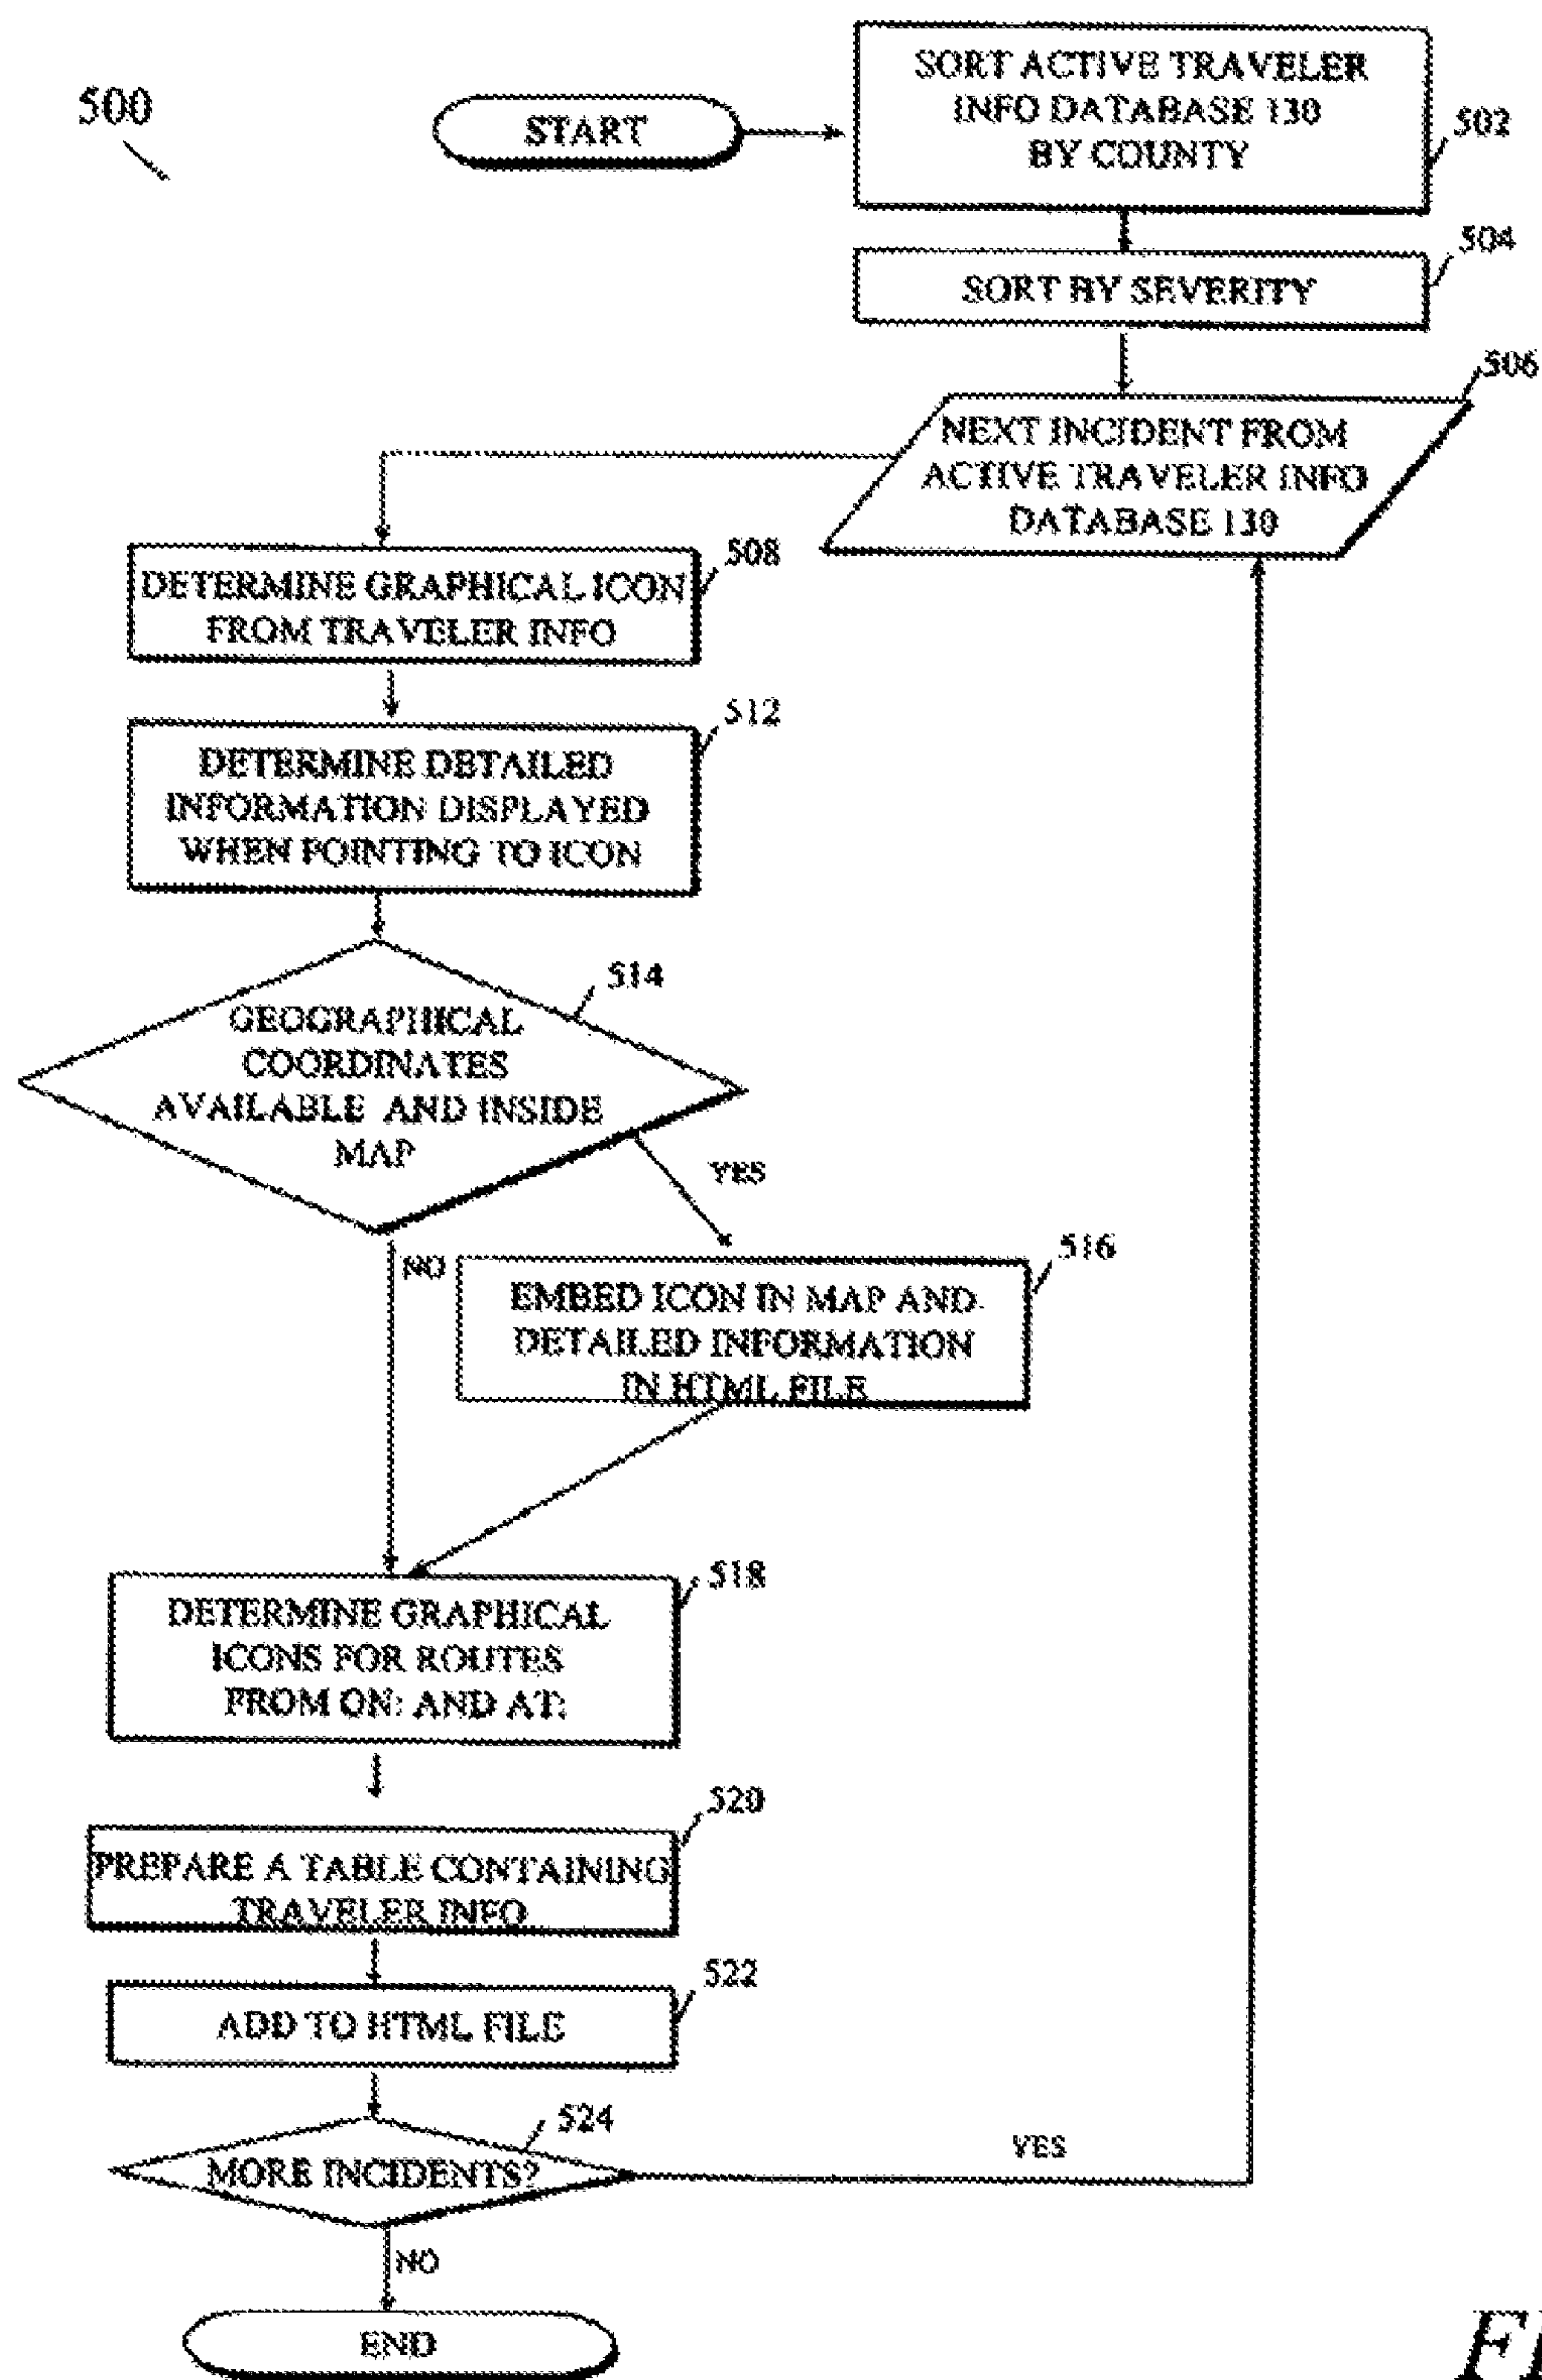 500
START
SORT ACTIVE TRAVELER
INFO DATABASE 130
BY COUNTY
502
SORT BY SEVERITY
504
NEXT INCIDENT FROM
ACTIVE TRAVELER INFO
DATABASE 130
506
DETERMINE GRAPHICAL ICON
FROM TRAVELER INFO
508
DETERMINE DETAILED
INFORMATION DISPLAYED
WHEN POINTING TO ICON
512
GEOGRAPHICAL
COORDINATES
AVAILABLE AND INSIDE
MAP
514
YES
NO
EMBED ICON IN MAP AND
DETAILED INFORMATION
IN HTML FILE
516
DETERMINE GRAPHICAL
ICONS FOR ROUTES
FROM ON: AND AT:
518
PREPARE A TABLE CONTAINING
TRAVELER INFO
520
ADD TO HTML FILE
522
MORE INCIDENTS?
524
YES
NO
END